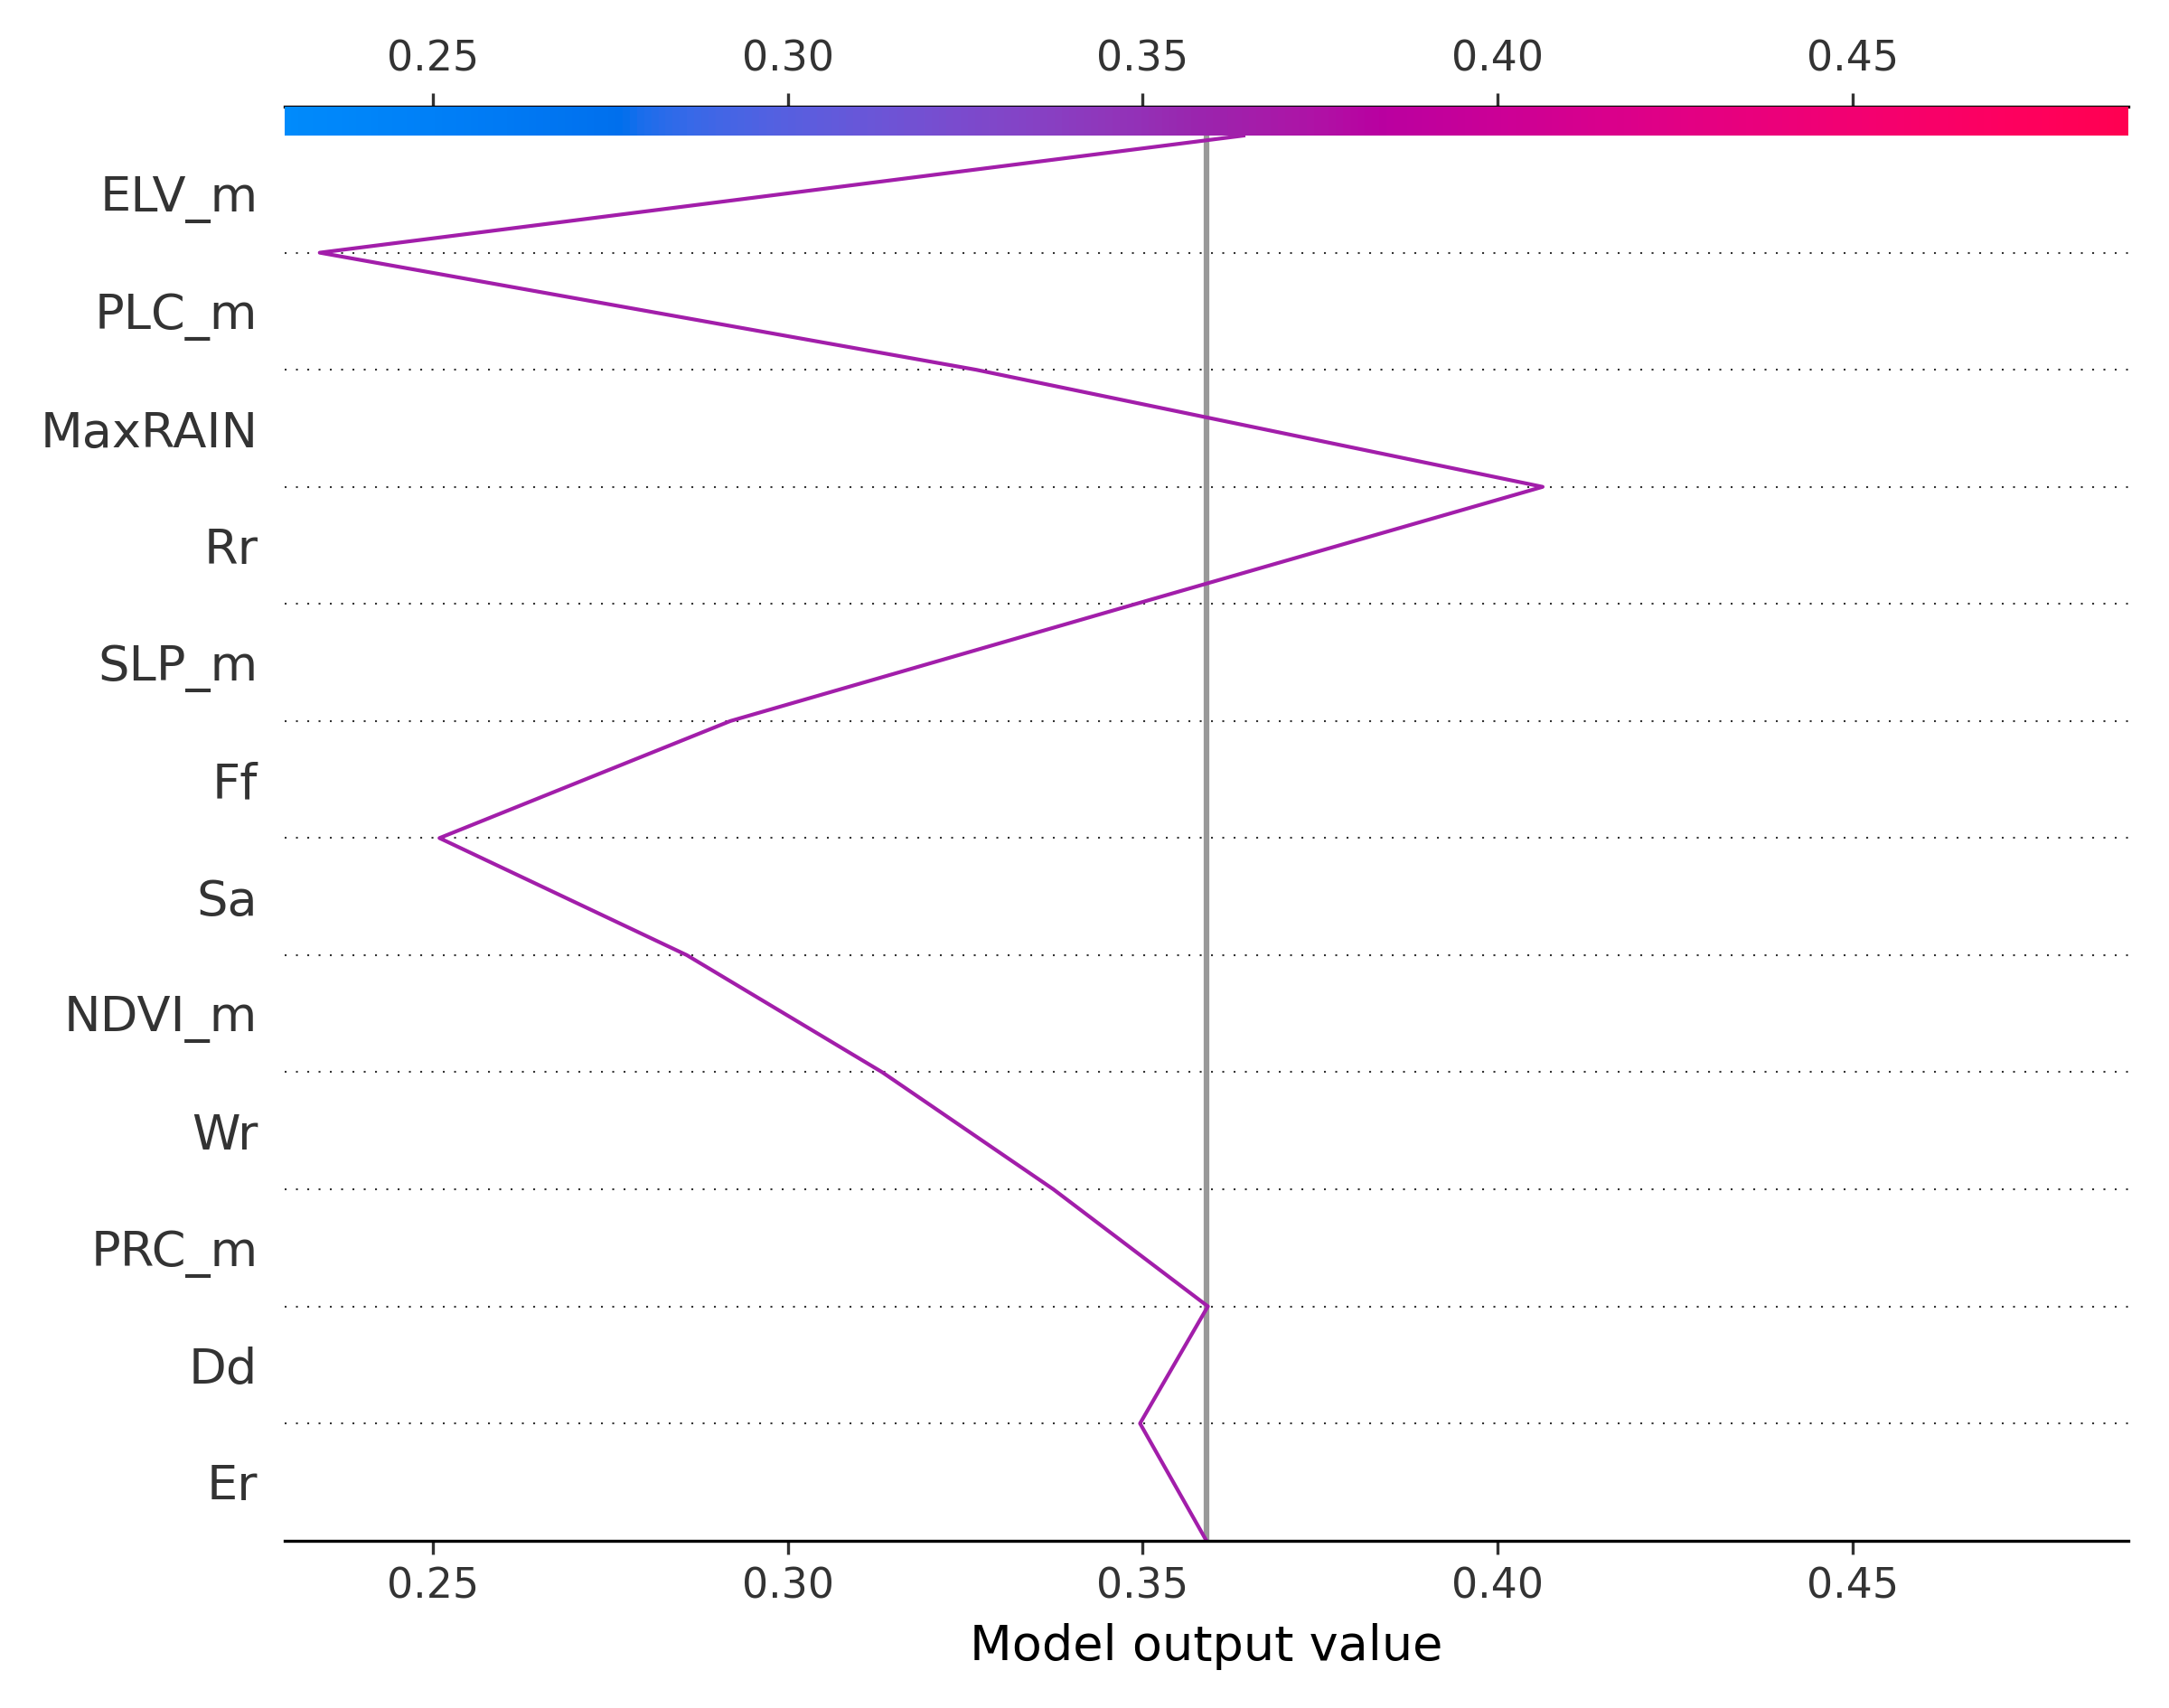 0.25 0.30 0.35 0.40 0.45
ELV_m
PLC_m
MaxRAIN
Rr
SLP_m
Ff
Sa
NDVI_m
Wr
PRC_m
Dd
Er
0.25 0.30 0.35 0.40 0.45
Model output value